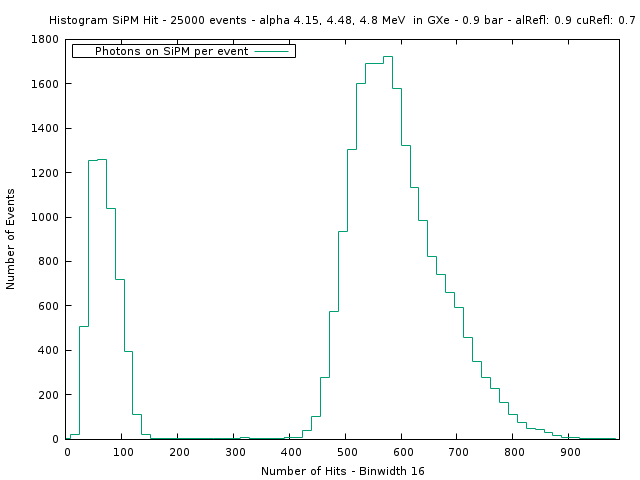 Histogram SiPM Hit - 25000 events - alpha 4.15, 4.48, 4.8 MeV  in GXe - 0.9 bar - alRefl: 0.9 cuRefl: 0.7
Photons on SiPM per event
1800
1600
1400
1200
1000
800
600
400
200
0
Number of Events
0 100 200 300 400 500 600 700 800 900
Number of Hits - Binwidth 16